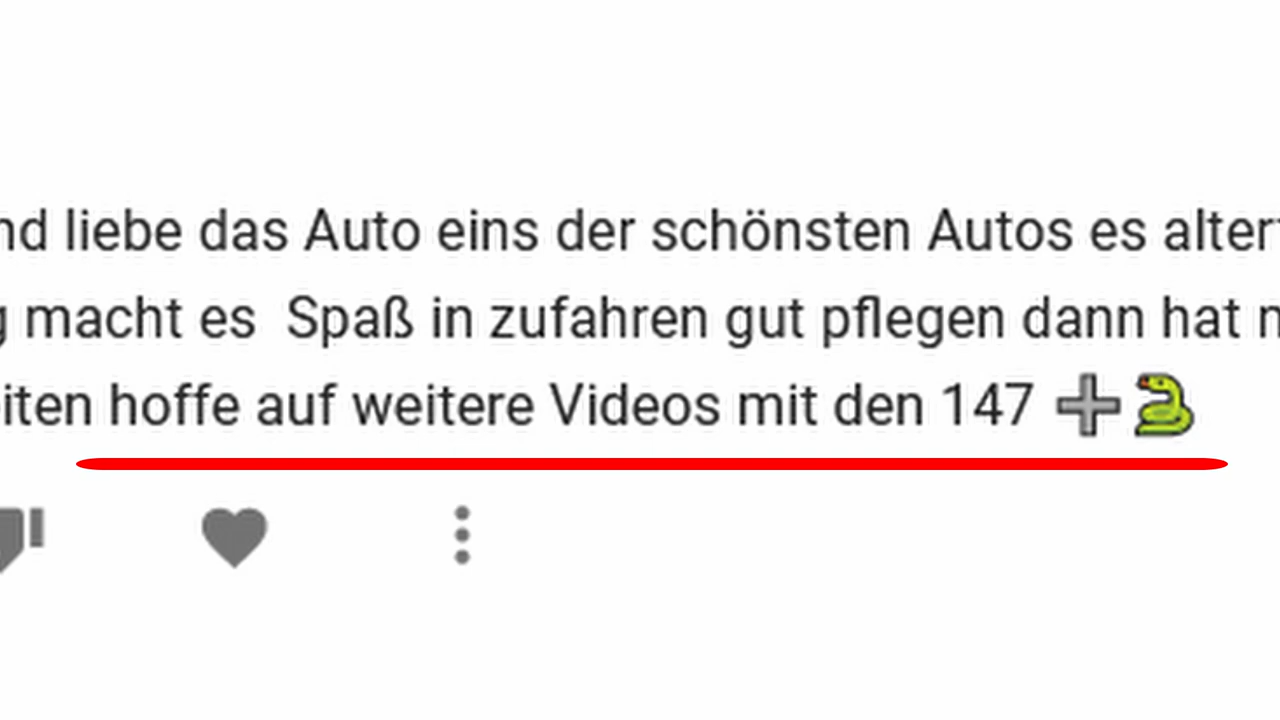 nd liebe das Auto eins der schönsten Autos es altert
g macht es  Spaß in zufahren gut pflegen dann hat
iten hoffe auf weitere Videos mit den 147 ➕🐍